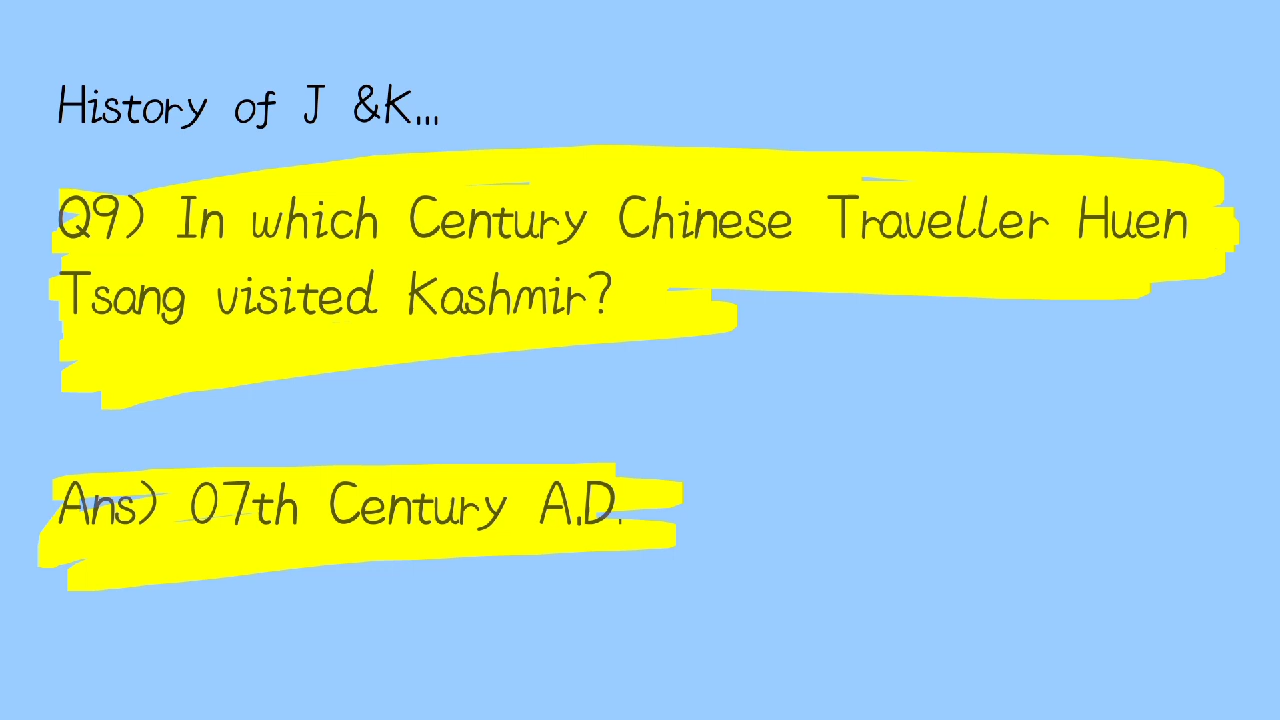 History of J &K...
Q9) In which Century Chinese Traveller Huen
Tsang visited Kashmir?
Ans) 07th Century A.D.